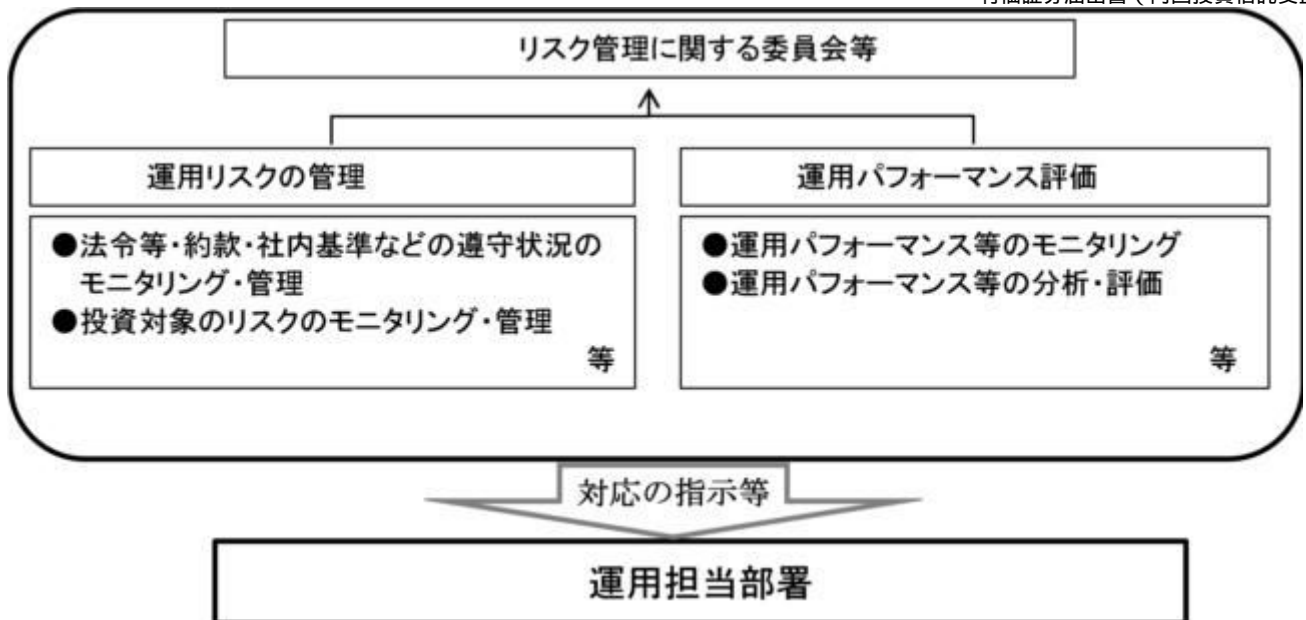 リスク管理に関する委員会等
運用リスクの管理
●法令等・約款・社内基準などの遵守状況の
モニタリング・管理
●投資対象のリスクのモニタリング・管理
等
運用パフォーマンス評価
●運用パフォーマンス等のモニタリング
●運用パフォーマンス等の分析・評価
等
対応の指示等
運用担当部署